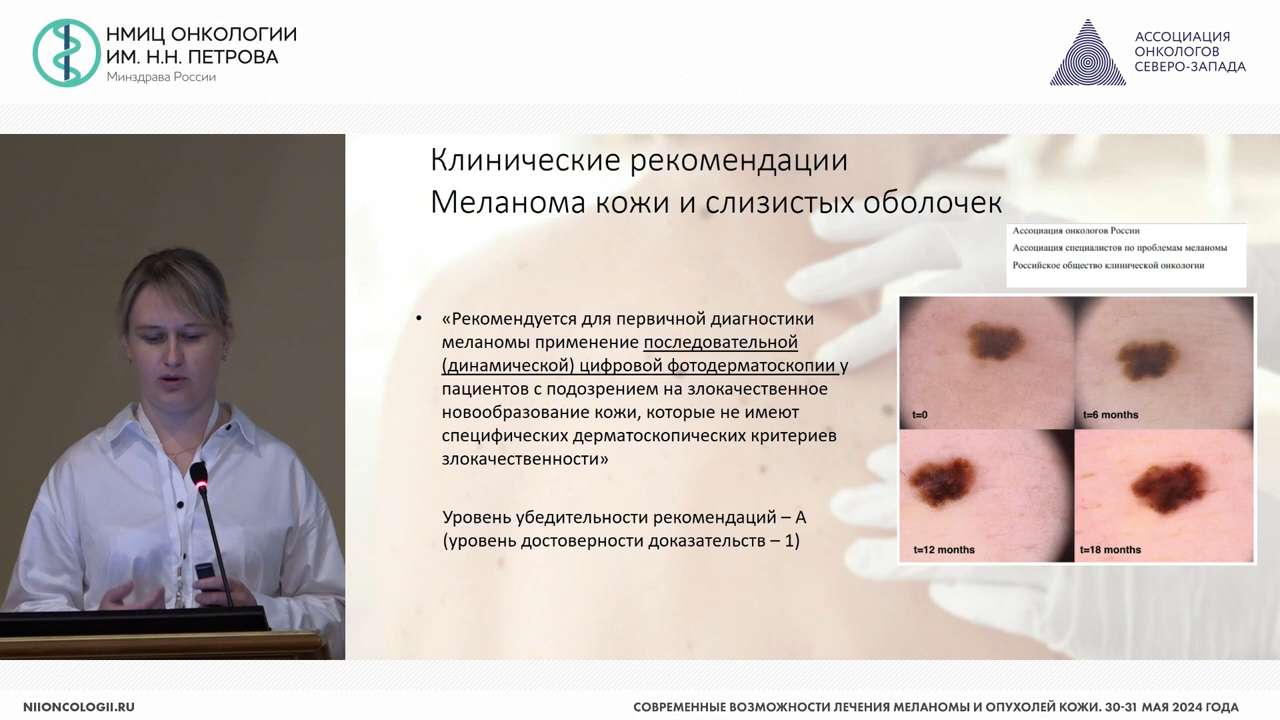 НМИЦ ОНКОЛОГИИ
ИМ. Н.Н. ПЕТРОВА
Минздрава России
АССОЦИАЦИЯ
ОНКОЛОГОВ
СЕВЕРО-ЗАПАДА
Клинические рекомендации
Меланома кожи и слизистых оболочек
Ассоциация онкологов России
Ассоциация специалистов по проблемам меланомы
Российское общество клинической онкологии
• «Рекомендуется для первичной диагностики
меланомы применение последовательной
(динамической) цифровой фотодерматоскопии у
пациентов с подозрением на злокачественное
новообразование кожи, которые не имеют
специфических дерматоскопических критериев
злокачественности»
Уровень убедительности рекомендаций – А
(уровень достоверности доказательств – 1)
t=0
t=6 months
t=12 months
t=18 months
NIIONCOLOGII.RU
СОВРЕМЕННЫЕ ВОЗМОЖНОСТИ ЛЕЧЕНИЯ МЕЛАНОМЫ И ОПУХОЛЕЙ КОЖИ. 30-31 МАЯ 2024 ГОДА